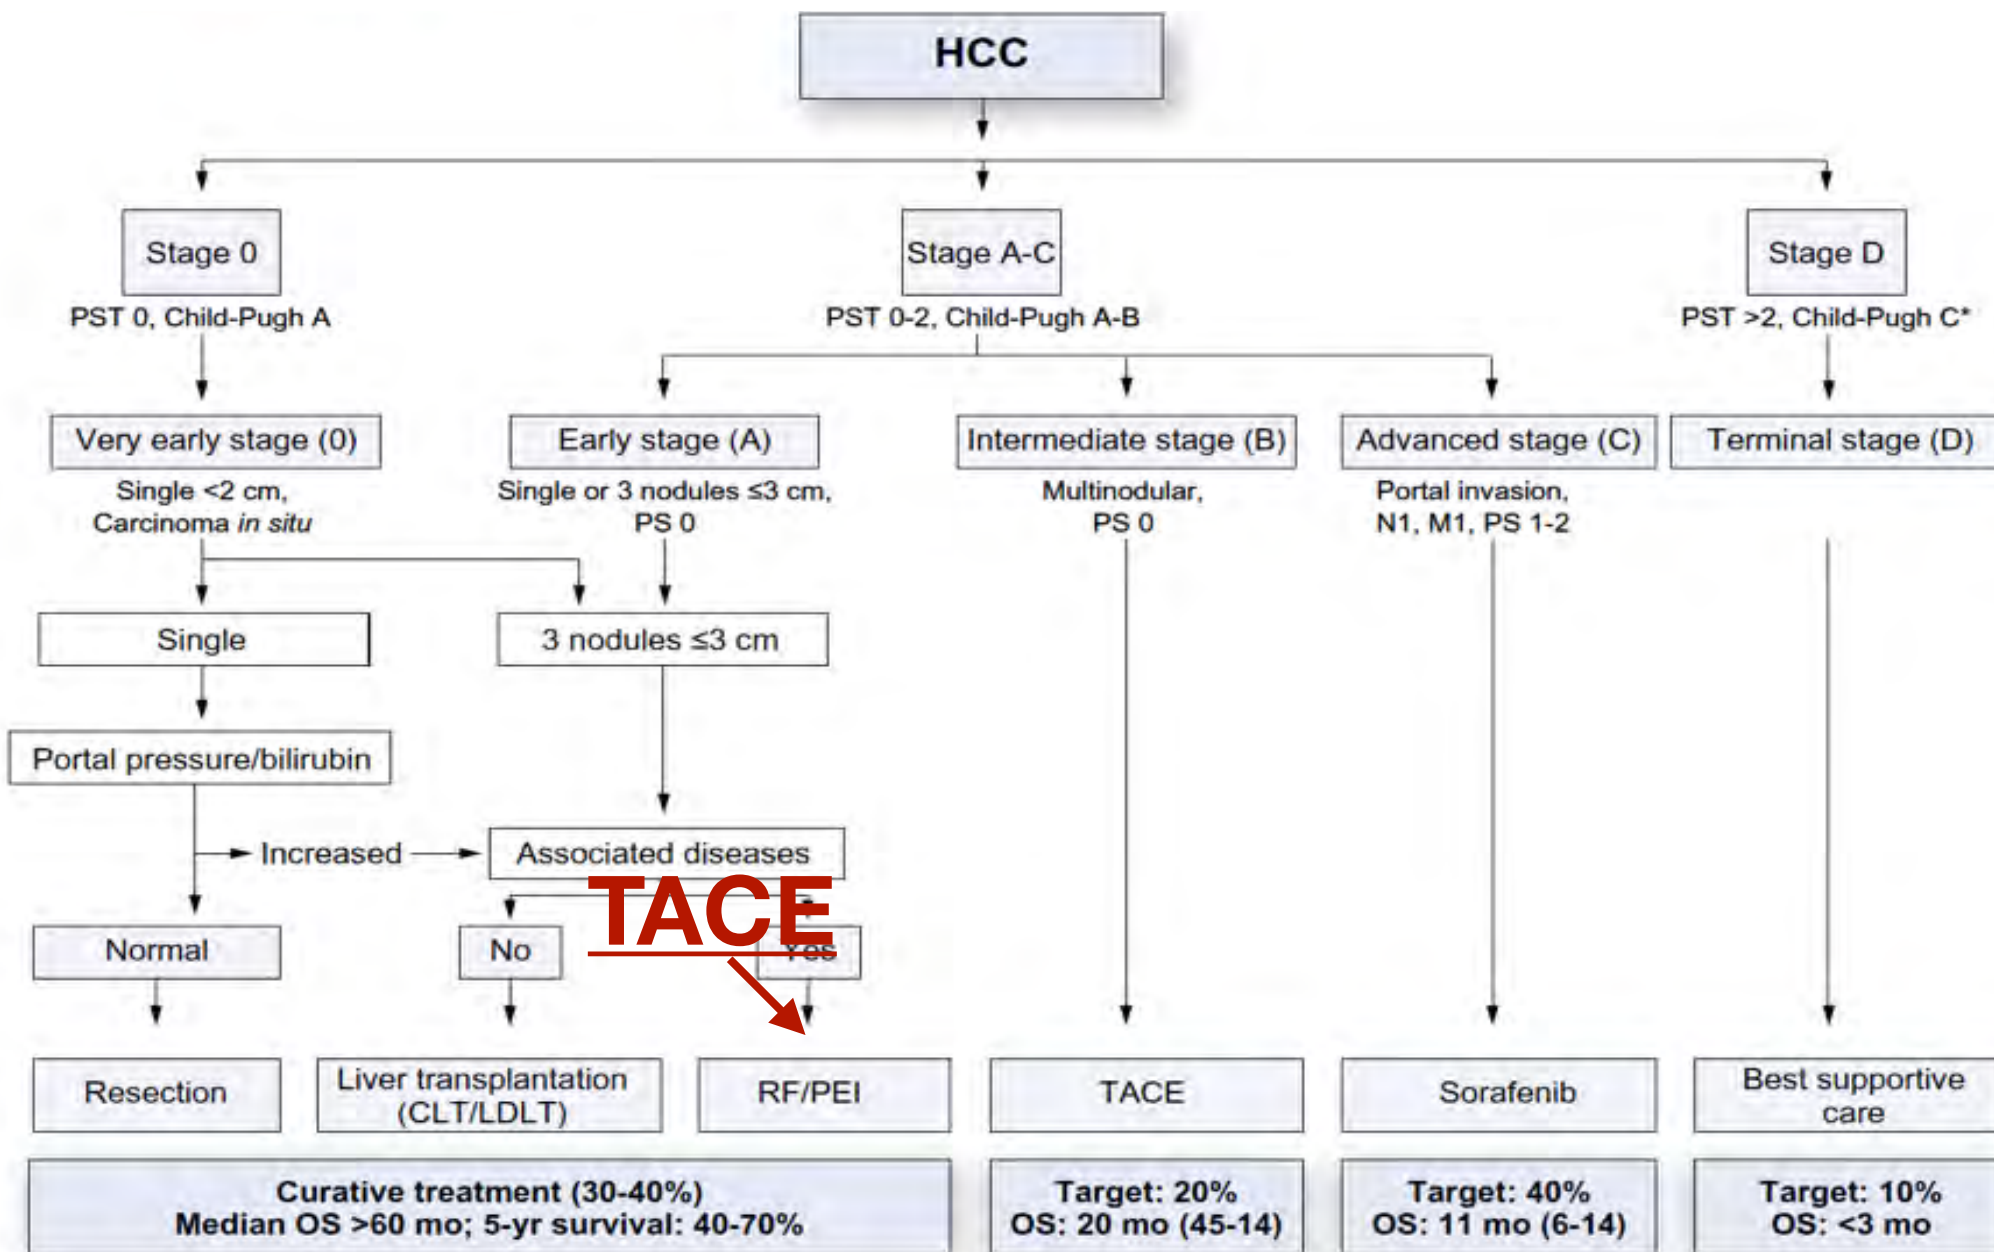 HCC
Stage 0
Stage A-C
Stage D
PST 0, Child-Pugh A
PST 0-2, Child-Pugh A-B
PST >2, Child-Pugh C*
Very early stage (0)
Early stage (A)
Intermediate stage (B)
Advanced stage (C)
Terminal stage (D)
Single <2 cm,
Carcinoma in situ
Single or 3 nodules ≤3 cm,
PS 0
Multinodular,
PS 0
Portal invasion,
N1, M1, PS 1-2
Single
3 nodules ≤3 cm
Portal pressure/bilirubin
Increased
Associated diseases
TACE
Normal
No
Yes
Resection
Liver transplantation
(CLT/LDLT)
RF/PEI
TACE
Sorafenib
Best supportive
care
Curative treatment (30-40%)
Median OS >60 mo; 5-yr survival: 40-70%
Target: 20%
OS: 20 mo (45-14)
Target: 40%
OS: 11 mo (6-14)
Target: 10%
OS: <3 mo